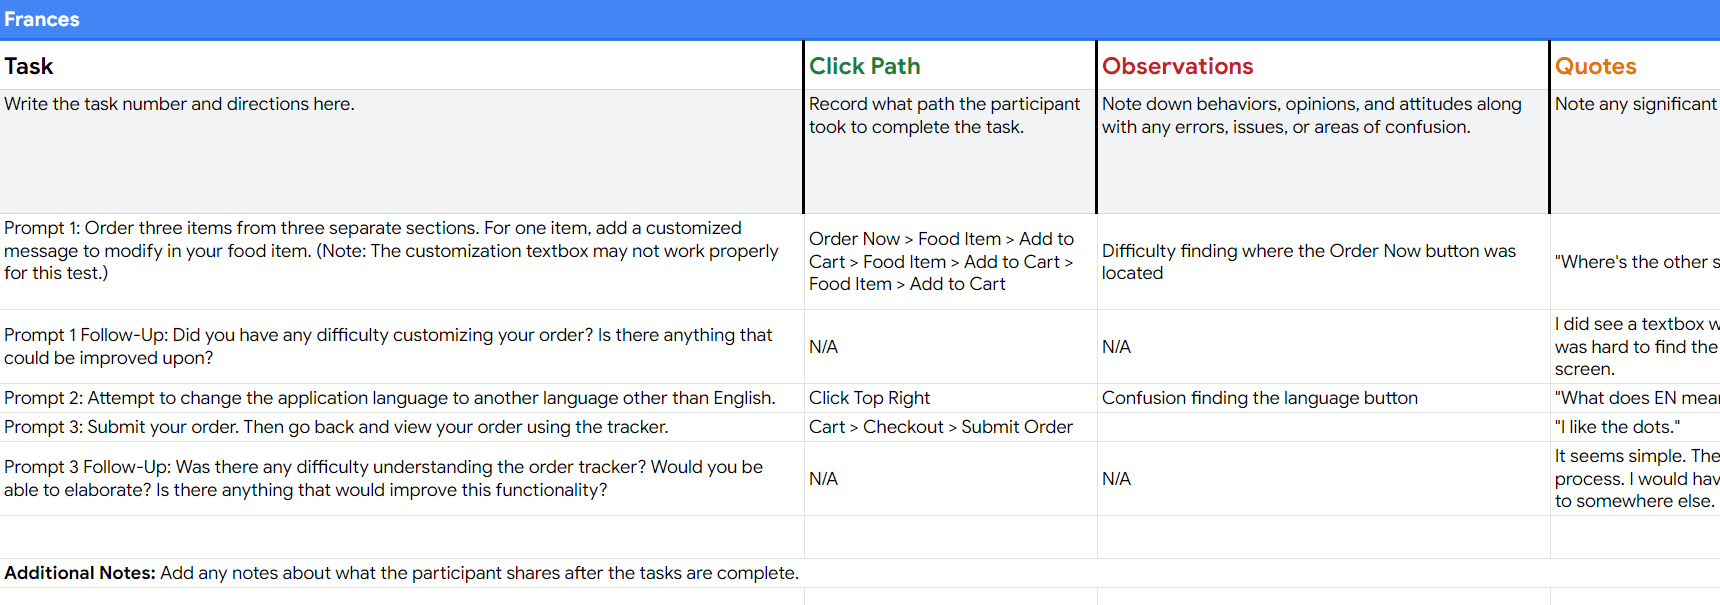 Frances
Task
Click Path
Observations
Quotes
Write the task number and directions here.
Record what path the participant
took to complete the task.
Note down behaviors, opinions, and attitudes along
with any errors, issues, or areas of confusion.
Note any significant
Prompt 1: Order three items from three separate sections. For one item, add a customized
message to modify in your food item. (Note: The customization textbox may not work properly
for this test.)
Order Now > Food Item > Add to
Cart > Food Item > Add to Cart >
Food Item > Add to Cart
Difficulty finding where the Order Now button was
located
"Where's the other s
Prompt 1 Follow-Up: Did you have any difficulty customizing your order? Is there anything that
could be improved upon?
N/A
N/A
I did see a textbox w
was hard to find the
screen.
Prompt 2: Attempt to change the application language to another language other than English.
Click Top Right
Confusion finding the language button
"What does EN mea
Prompt 3: Submit your order. Then go back and view your order using the tracker.
Cart > Checkout > Submit Order
"I like the dots."
Prompt 3 Follow-Up: Was there any difficulty understanding the order tracker? Would you be
able to elaborate? Is there anything that would improve this functionality?
N/A
N/A
It seems simple. The
process. I would hav
to somewhere else.
Additional Notes: Add any notes about what the participant shares after the tasks are complete.